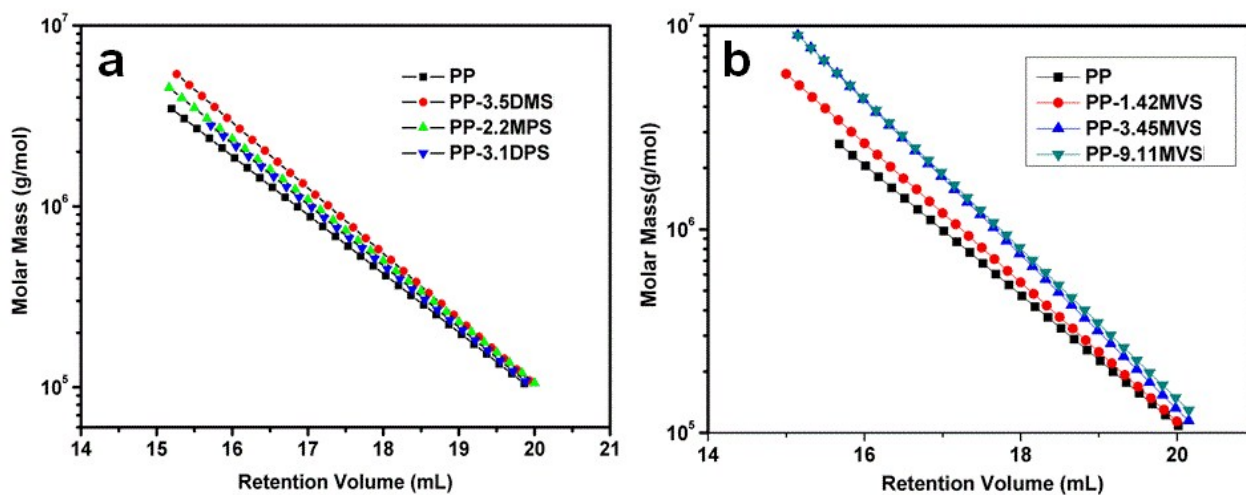 a
10^7
10^6
10^5
Molar Mass (g/mol)
14 15 16 17 18 19 20 21
Retention Volume (mL)
PP
PP-3.5DMS
PP-2.2MPS
PP-3.1DPS
b
10^7
10^6
10^5
Molar Mass(g/mol)
14 16 18 20
Retention Volume (mL)
PP
PP-1.42MVS
PP-3.45MVS
PP-9.11MVS